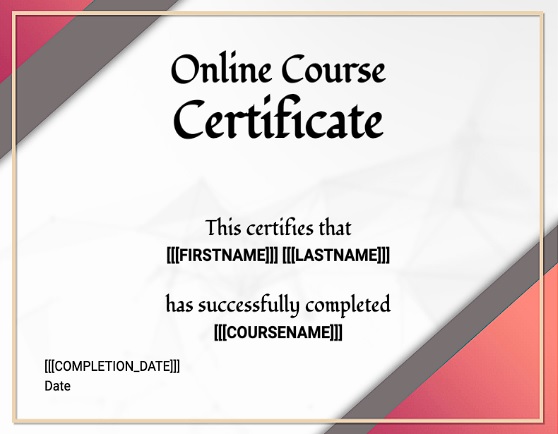 Online Course
Certificate
This certifies that
[[[FIRSTNAME]]] [[[LASTNAME]]]
has successfully completed
[[[COURSENAME]]]
[[[COMPLETION_DATE]]]
Date